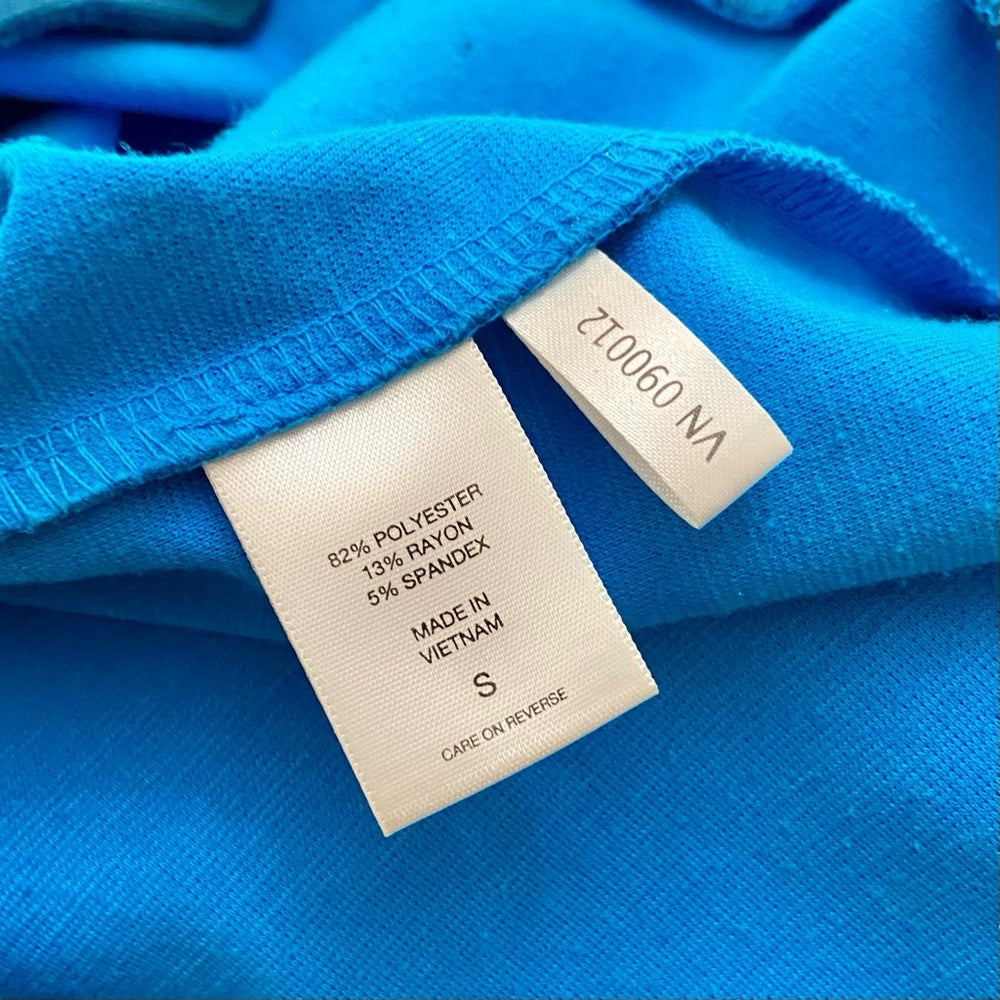 82% POLYESTER
13% RAYON
5% SPANDEX
MADE IN
VIETNAM
S
CARE ON REVERSE
VN 090012